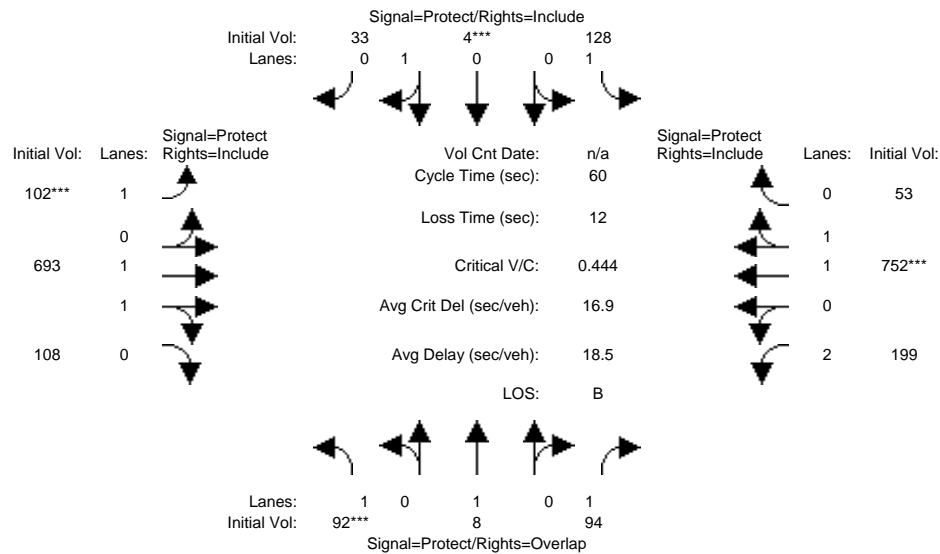 Signal=Protect/Rights=Include
Initial Vol: 33 4*** 128
Lanes: 0 1 0 0 1
Signal=Protect Signal=Protect
Initial Vol: Lanes: Rights=Include Vol Cnt Date: n/a Rights=Include Lanes: Initial Vol:
Cycle Time (sec): 60
102*** 1 0 53
Loss Time (sec): 12
0 1
693 1 Critical V/C: 0.444 1 752***
1 Avg Crit Del (sec/veh): 16.9 0
108 0 Avg Delay (sec/veh): 18.5 2 199
LOS: B
Lanes: 1 0 1 0 1
Initial Vol: 92*** 8 94
Signal=Protect/Rights=Overlap